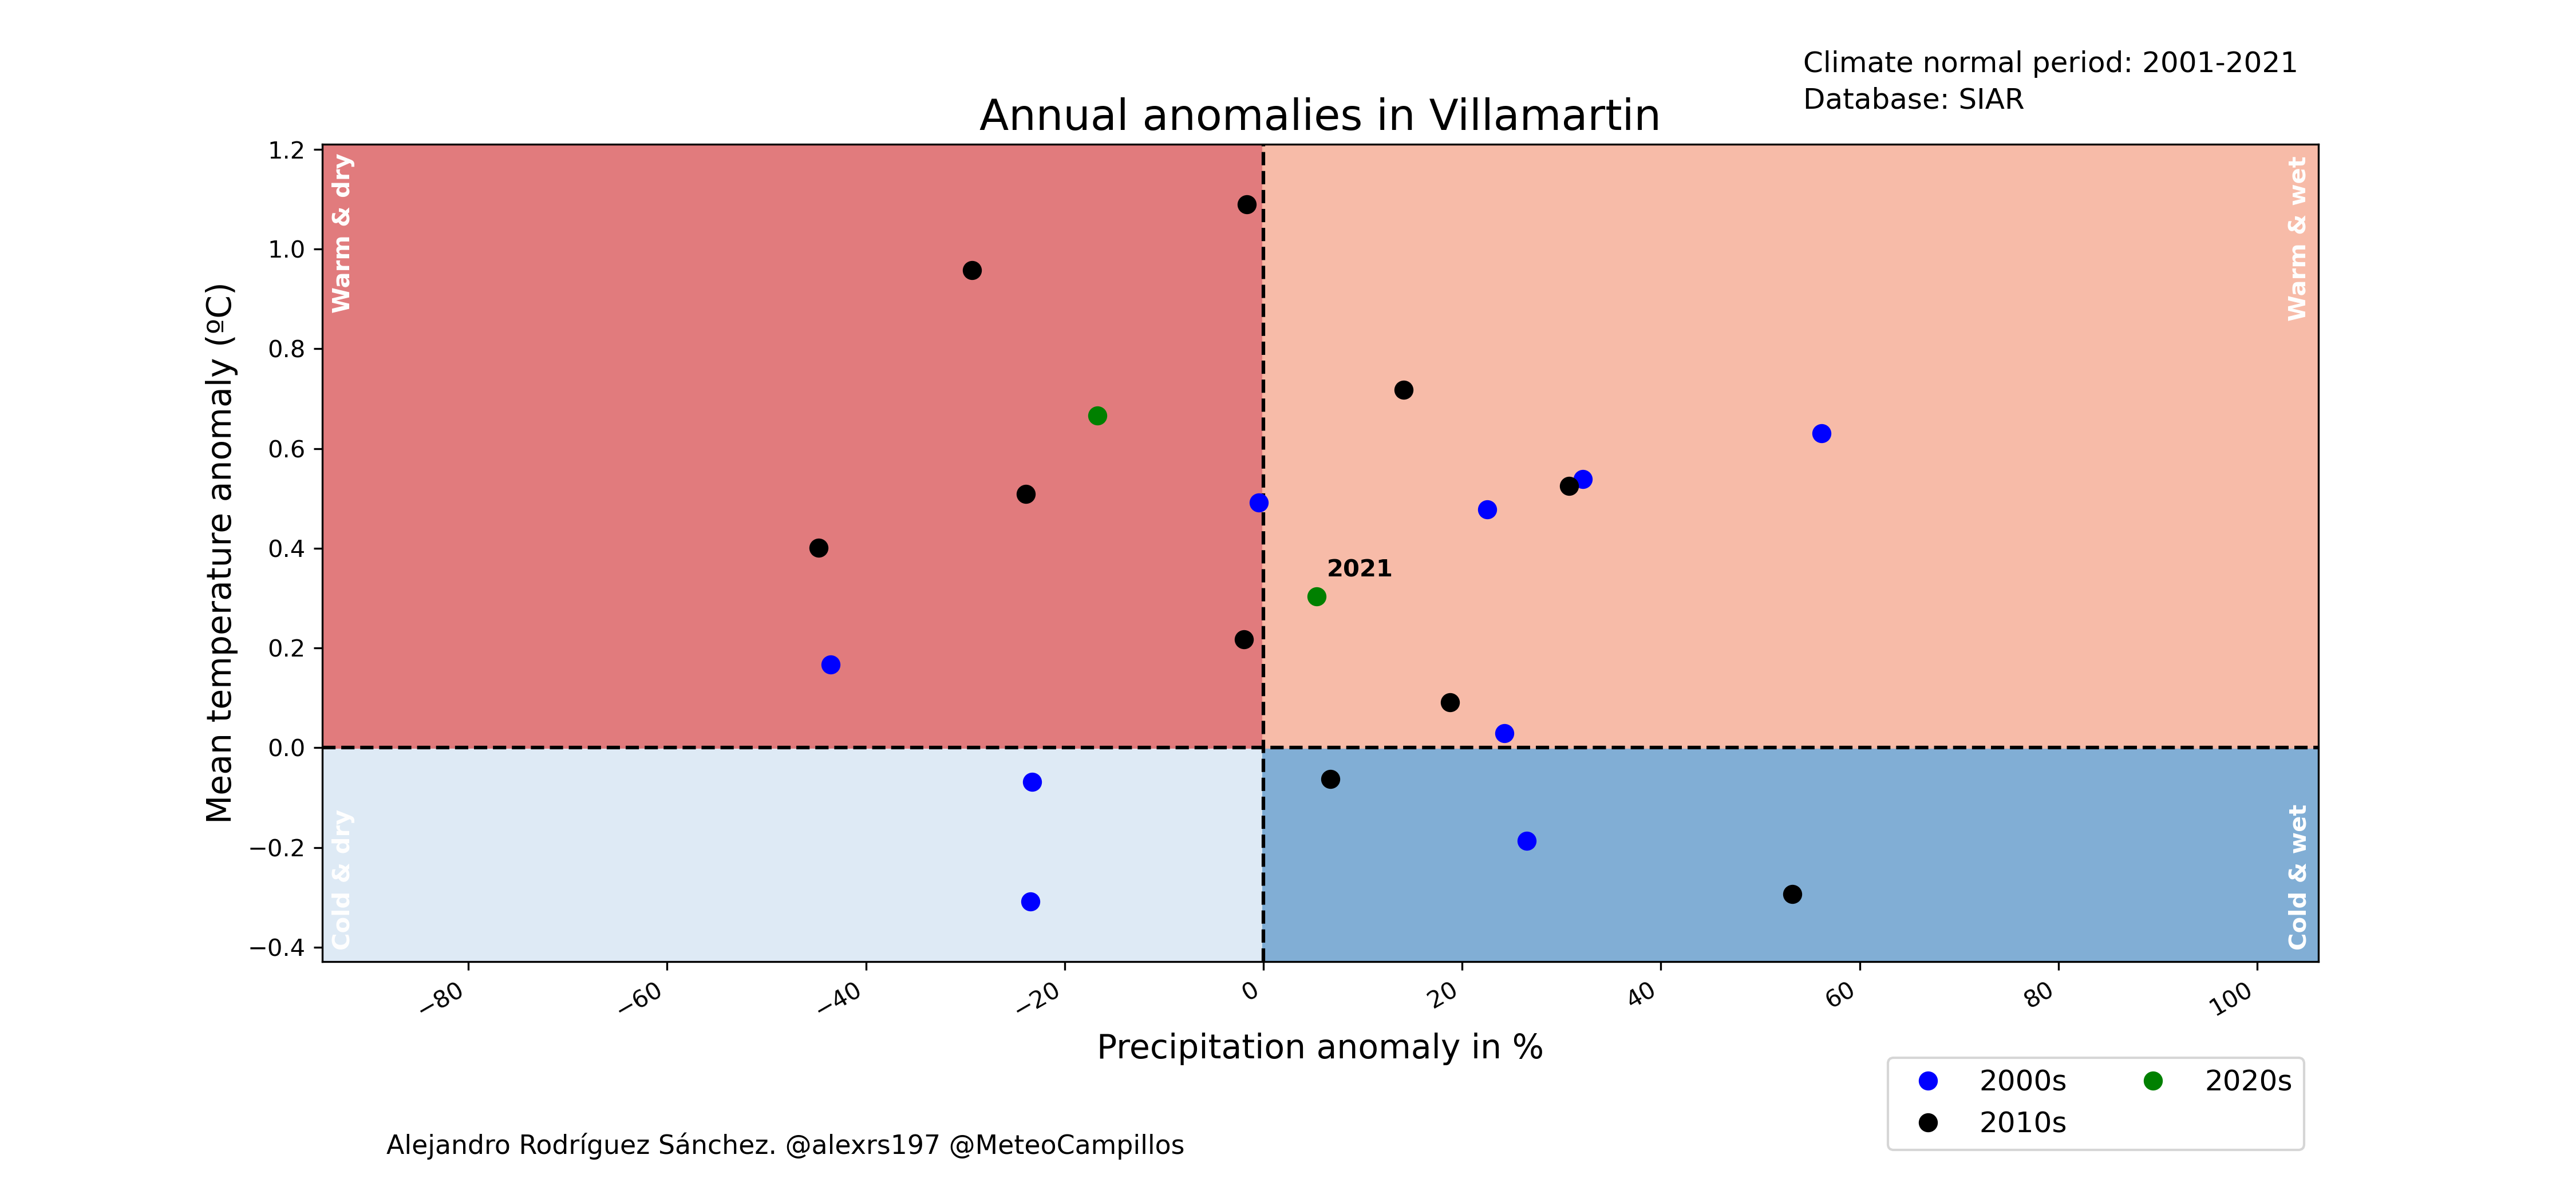 Climate normal period: 2001-2021
Database: SIAR
Annual anomalies in Villamartin
Warm & dry
Warm & wet
1.2
1.0
0.8
0.6
0.4
0.2
0.0
−0.2
−0.4
Mean temperature anomaly (ºC)
2021
Cold & dry
Cold & wet
−80
−60
−40
−20
0
20
40
60
80
100
Precipitation anomaly in %
2000s
2010s
2020s
Alejandro Rodríguez Sánchez. @alexrs197 @MeteoCampillos